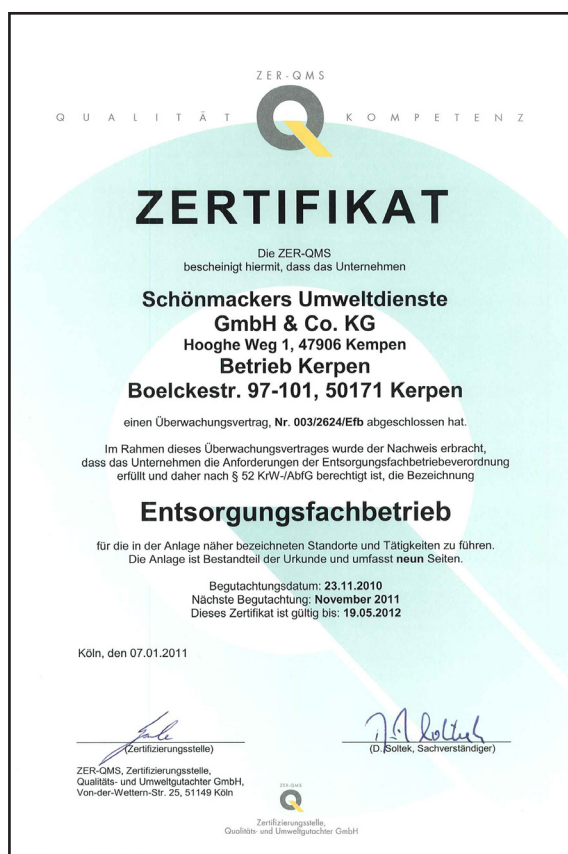 ZER-QMS
QUALITÄT Q KOMPETENZ
ZERTIFIKAT
Die ZER-QMS
bescheinigt hiermit, dass das Unternehmen
Schönmackers Umweltdienste
GmbH & Co. KG
Hooghe Weg 1, 47906 Kempen
Betrieb Kerpen
Boelckestr. 97-101, 50171 Kerpen
einen Überwachungsvertrag, Nr. 003/2624/Efb abgeschlossen hat.
Im Rahmen dieses Überwachungsvertrages wurde der Nachweis erbracht,
dass das Unternehmen die Anforderungen der Entsorgungsfachbetriebeverordnung
erfüllt und daher nach § 52 KrW-/AbfG berechtigt ist, die Bezeichnung
Entsorgungsfachbetrieb
für die in der Anlage näher bezeichneten Standorte und Tätigkeiten zu führen.
Die Anlage ist Bestandteil der Urkunde und umfasst neun Seiten.
Begutachtungsdatum: 23.11.2010
Nächste Begutachtung: November 2011
Dieses Zertifikat ist gültig bis: 19.05.2012
Köln, den 07.01.2011
(Zertifizierungsstelle)
(D. Soltek, Sachverständiger)
ZER-QMS, Zertifizierungsstelle,
Qualitäts- und Umweltgutachter GmbH,
Von-der-Wettern-Str. 25, 51149 Köln
ZER-QMS
Q
Zertifizierungsstelle,
Qualitäts- und Umweltgutachter GmbH